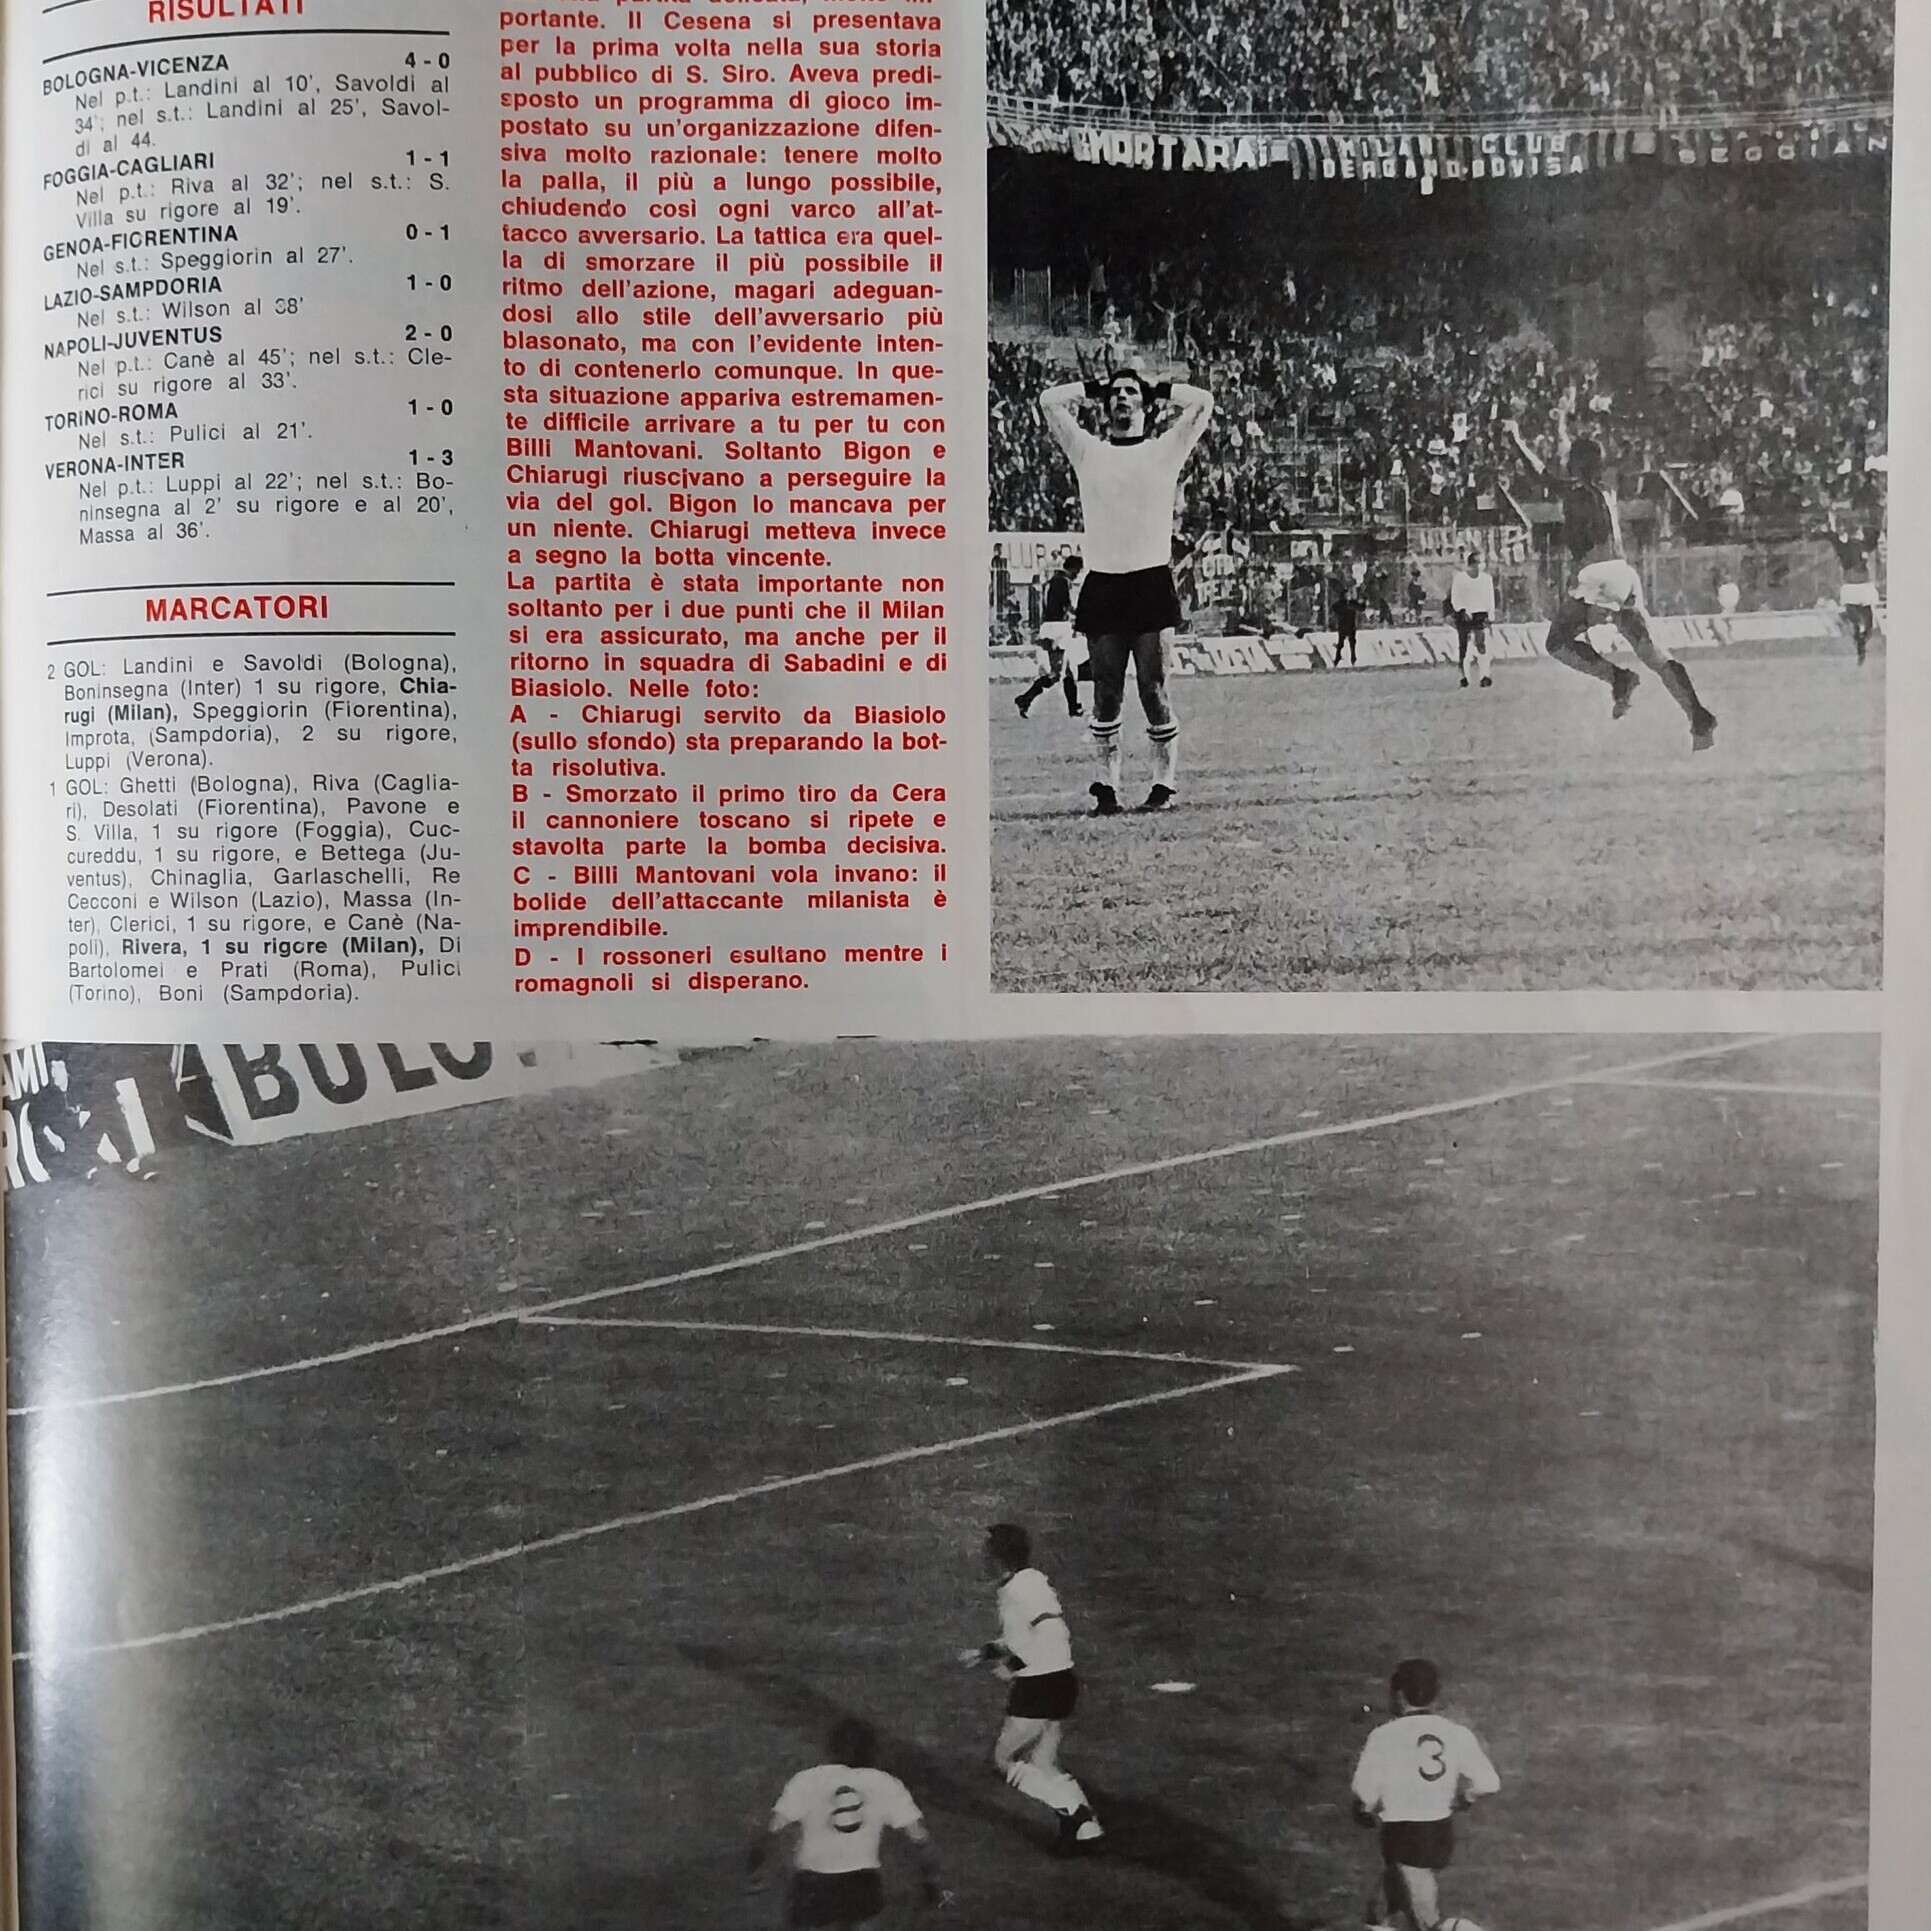 RISULTATI
BOLOGNA-VICENZA 4 - 0
Nel p.t.: Landini al 10', Savoldi al
34'; nel s.t.: Landini al 25', Savol-
di al 44.
FOGGIA-CAGLIARI 1 - 1
Nel p.t.: Riva al 32'; nel s.t.: S.
Villa su rigore al 19'.
GENOA-FIORENTINA 0 - 1
Nel s.t.: Speggiorin al 27'.
LAZIO-SAMPDORIA 1 - 0
Nel s.t.: Wilson al 38'
NAPOLI-JUVENTUS 2 - 0
Nel p.t.: Canè al 45'; nel s.t.: Cle-
rici su rigore al 33'.
TORINO-ROMA 1 - 0
Nel s.t.: Pulici al 21'.
VERONA-INTER 1 - 3
Nel p.t.: Luppi al 22'; nel s.t.: Bo-
ninsegna al 2' su rigore e al 20',
Massa al 36'.
MARCATORI
2 GOL: Landini e Savoldi (Bologna),
Boninsegna (Inter) 1 su rigore, Chia-
rugi (Milan), Speggiorin (Fiorentina),
Improta, (Sampdoria), 2 su rigore,
Luppi (Verona).
1 GOL: Ghetti (Bologna), Riva (Caglia-
ri), Desolati (Fiorentina), Pavone e
S. Villa, 1 su rigore (Foggia), Cuc-
cureddu, 1 su rigore, e Bettega (Ju-
ventus), Chinaglia, Garlaschelli, Re
Cecconi e Wilson (Lazio), Massa (In-
ter), Clerici, 1 su rigore, e Canè (Na-
poli), Rivera, 1 su rigore (Milan), Di
Bartolomei e Prati (Roma), Pulici
(Torino), Boni (Sampdoria).
portante. Il Cesena si presentava
per la prima volta nella sua storia
al pubblico di S. Siro. Aveva predi-
sposto un programma di gioco im-
postato su un'organizzazione difen-
siva molto razionale: tenere molto
la palla, il più a lungo possibile,
chiudendo così ogni varco all'at-
tacco avversario. La tattica era quel-
la di smorzare il più possibile il
ritmo dell'azione, magari adeguan-
dosi allo stile dell'avversario più
blasonato, ma con l'evidente inten-
to di contenerlo comunque. In que-
sta situazione appariva estremamen-
te difficile arrivare a tu per tu con
Billi Mantovani. Soltanto Bigon e
Chiarugi riuscivano a perseguire la
via del gol. Bigon lo mancava per
un niente. Chiarugi metteva invece
a segno la botta vincente.
La partita è stata importante non
soltanto per i due punti che il Milan
si era assicurato, ma anche per il
ritorno in squadra di Sabadini e di
Biasiolo. Nelle foto:
A - Chiarugi servito da Biasiolo
(sullo sfondo) sta preparando la bot-
ta risolutiva.
B - Smorzato il primo tiro da Cera
il cannoniere toscano si ripete e
stavolta parte la bomba decisiva.
C - Billi Mantovani vola invano: il
bolide dell'attaccante milanista è
imprendibile.
D - I rossoneri esultano mentre i
romagnoli si disperano.
MORTARA
MILAN CLUB
DERGANO-BOVISA
8
3